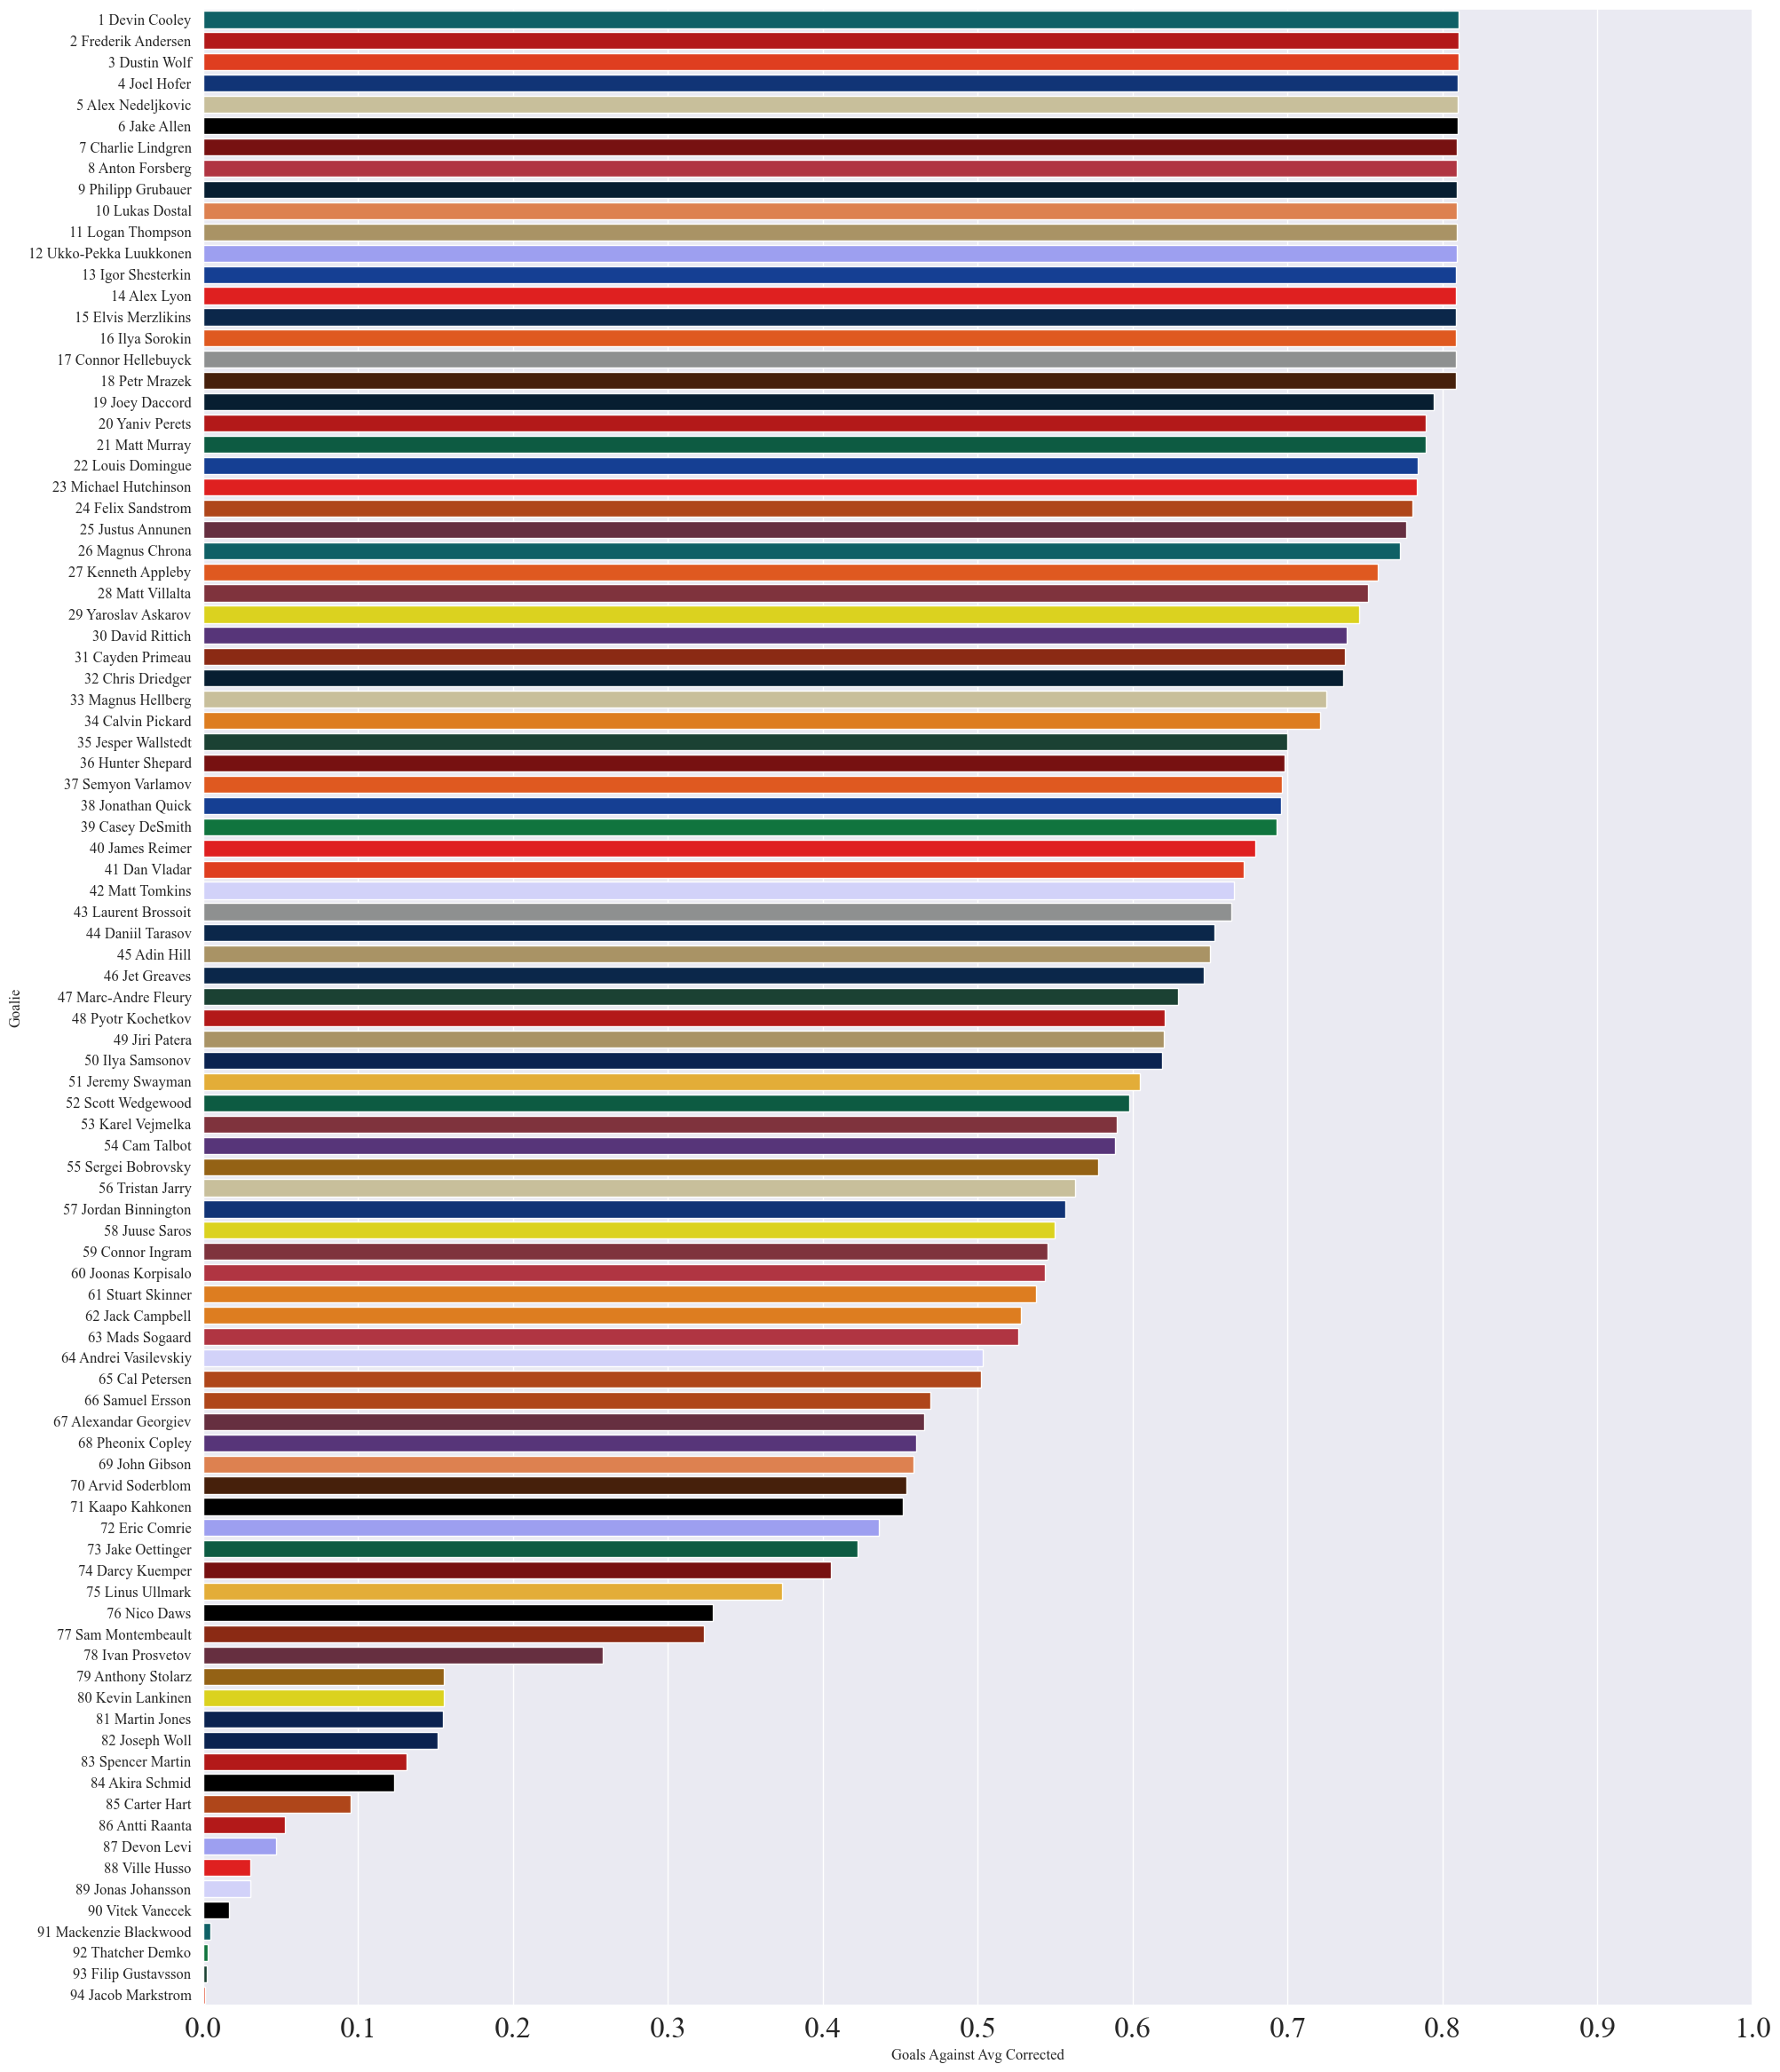 1 Devin Cooley
2 Frederik Andersen
3 Dustin Wolf
4 Joel Hofer
5 Alex Nedeljkovic
6 Jake Allen
7 Charlie Lindgren
8 Anton Forsberg
9 Philipp Grubauer
10 Lukas Dostal
11 Logan Thompson
12 Ukko-Pekka Luukkonen
13 Igor Shesterkin
14 Alex Lyon
15 Elvis Merzlikins
16 Ilya Sorokin
17 Connor Hellebuyck
18 Petr Mrazek
19 Joey Daccord
20 Yaniv Perets
21 Matt Murray
22 Louis Domingue
23 Michael Hutchinson
24 Felix Sandstrom
25 Justus Annunen
26 Magnus Chrona
27 Kenneth Appleby
28 Matt Villalta
29 Yaroslav Askarov
30 David Rittich
31 Cayden Primeau
32 Chris Driedger
33 Magnus Hellberg
34 Calvin Pickard
35 Jesper Wallstedt
36 Hunter Shepard
37 Semyon Varlamov
38 Jonathan Quick
39 Casey DeSmith
40 James Reimer
41 Dan Vladar
42 Matt Tomkins
43 Laurent Brossoit
44 Daniil Tarasov
45 Adin Hill
46 Jet Greaves
47 Marc-Andre Fleury
48 Pyotr Kochetkov
49 Jiri Patera
50 Ilya Samsonov
51 Jeremy Swayman
52 Scott Wedgewood
53 Karel Vejmelka
54 Cam Talbot
55 Sergei Bobrovsky
56 Tristan Jarry
57 Jordan Binnington
58 Juuse Saros
59 Connor Ingram
60 Joonas Korpisalo
61 Stuart Skinner
62 Jack Campbell
63 Mads Sogaard
64 Andrei Vasilevskiy
65 Cal Petersen
66 Samuel Ersson
67 Alexandar Georgiev
68 Pheonix Copley
69 John Gibson
70 Arvid Soderblom
71 Kaapo Kahkonen
72 Eric Comrie
73 Jake Oettinger
74 Darcy Kuemper
75 Linus Ullmark
76 Nico Daws
77 Sam Montembeault
78 Ivan Prosvetov
79 Anthony Stolarz
80 Kevin Lankinen
81 Martin Jones
82 Joseph Woll
83 Spencer Martin
84 Akira Schmid
85 Carter Hart
86 Antti Raanta
87 Devon Levi
88 Ville Husso
89 Jonas Johansson
90 Vitek Vanecek
91 Mackenzie Blackwood
92 Thatcher Demko
93 Filip Gustavsson
94 Jacob Markstrom
Goalie
0.0 0.1 0.2 0.3 0.4 0.5 0.6 0.7 0.8 0.9 1.0
Goals Against Avg Corrected